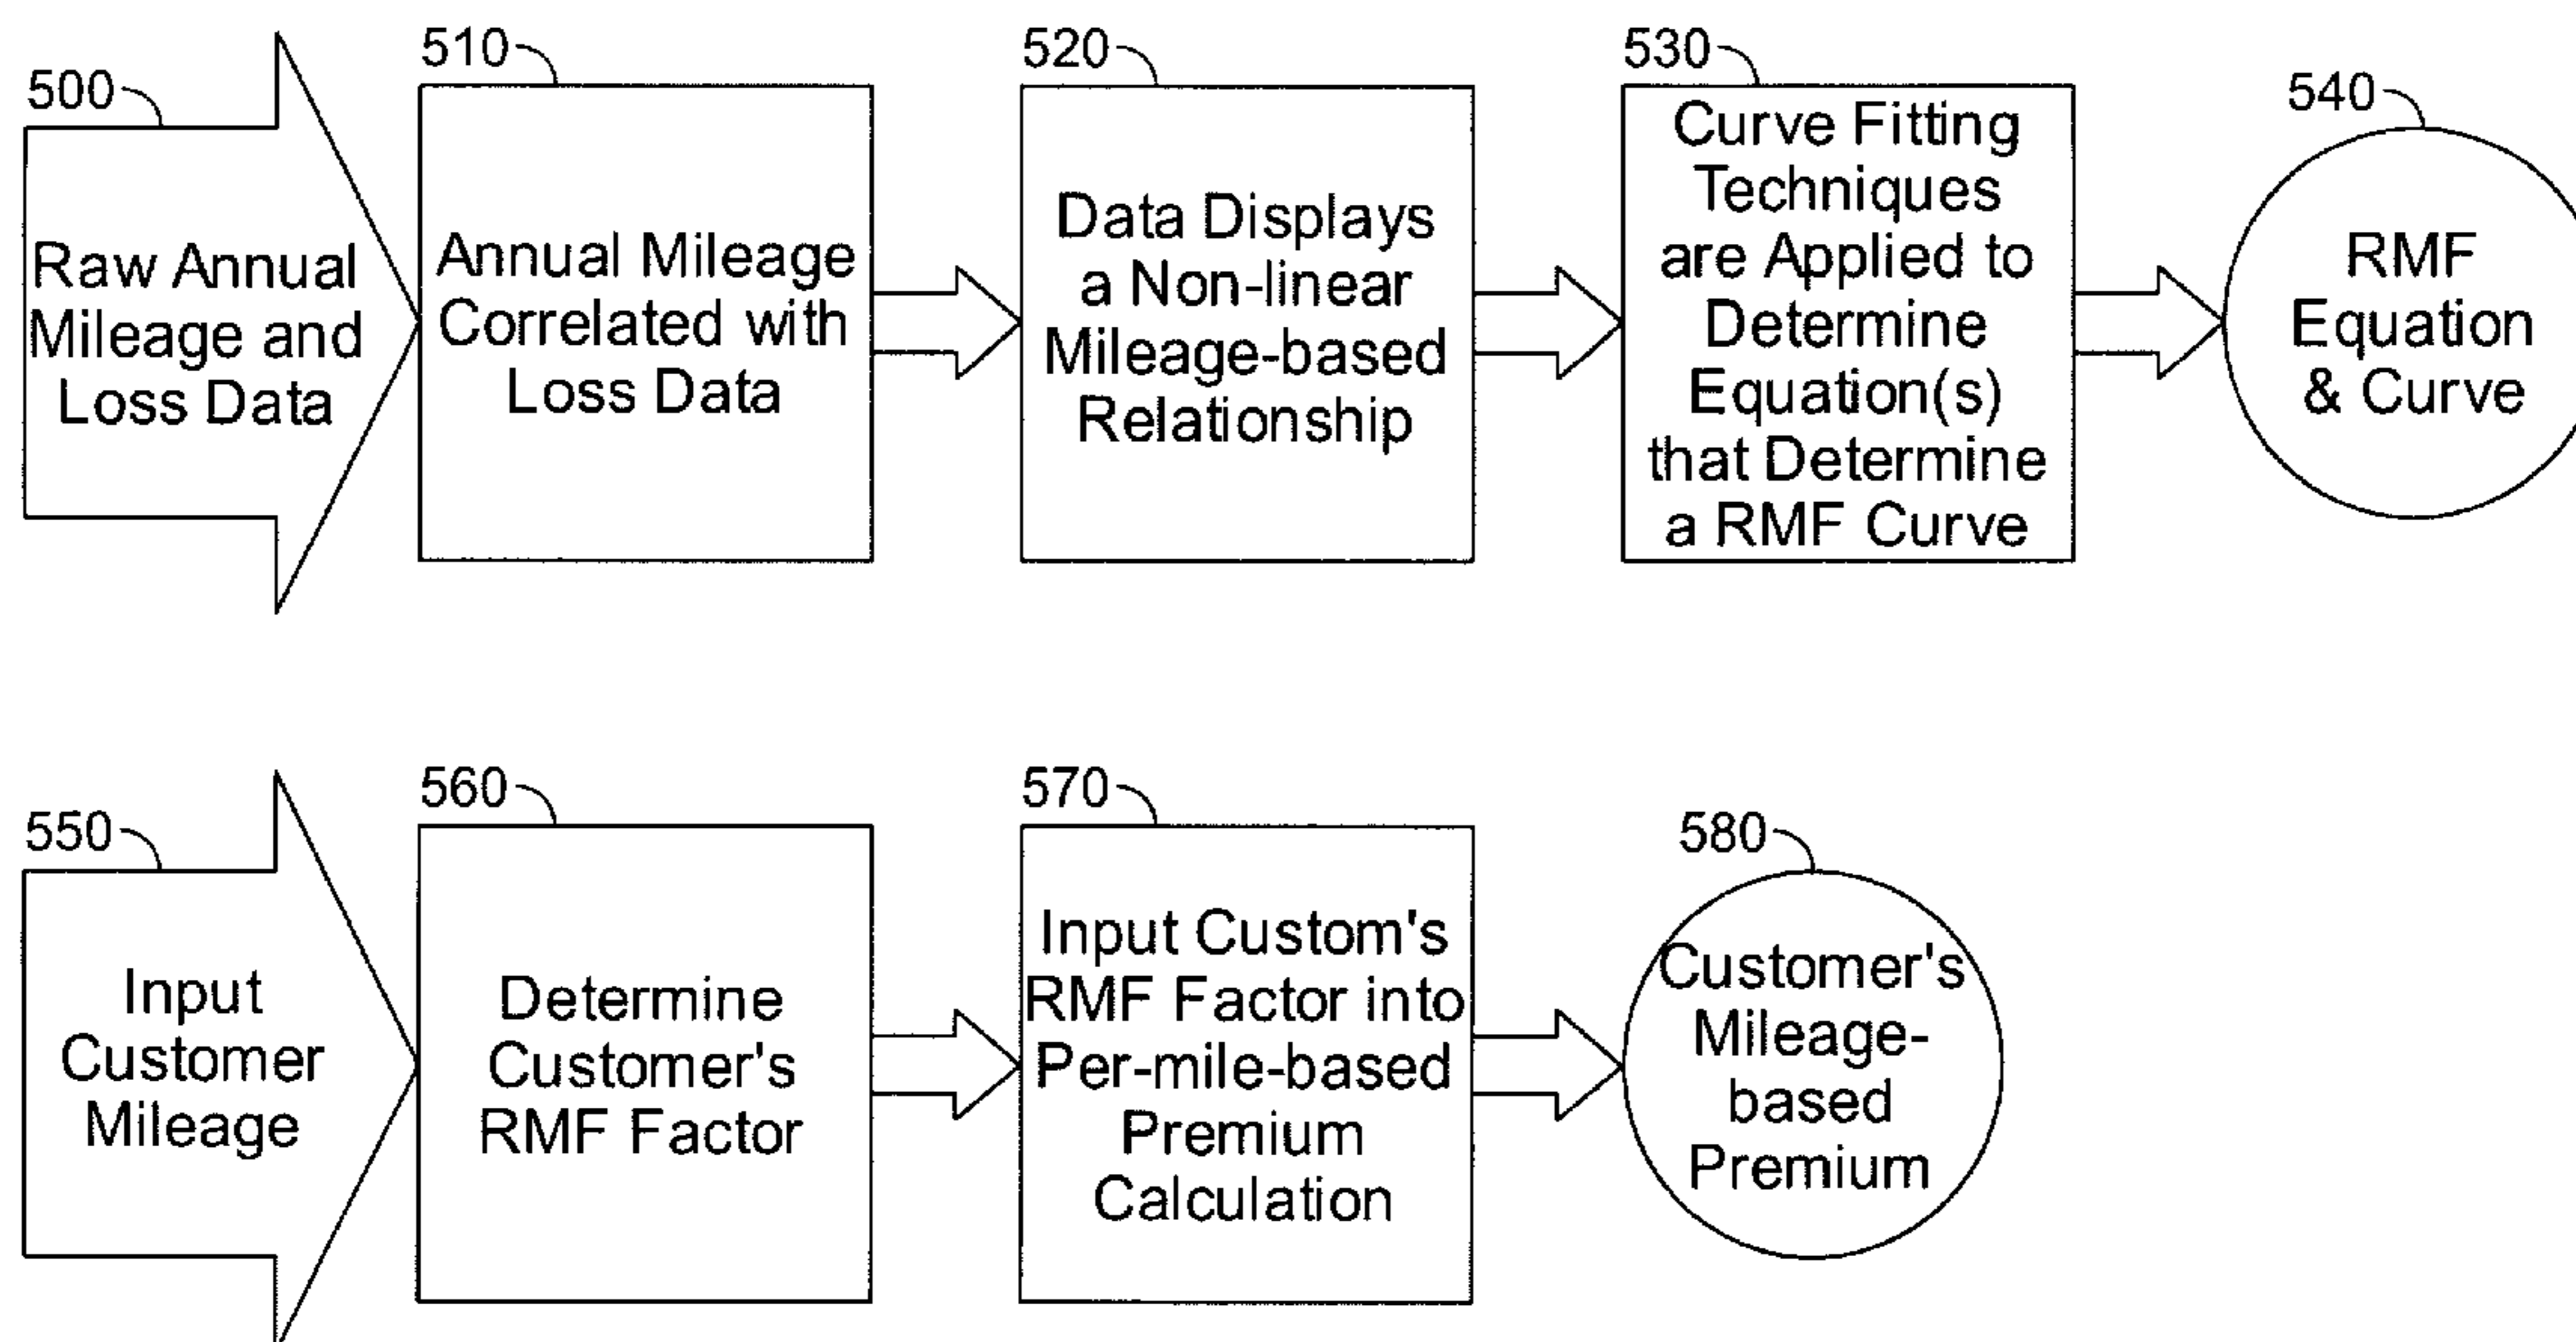 500
Raw Annual
Mileage and
Loss Data
510
Annual Mileage
Correlated with
Loss Data
520
Data Displays
a Non-linear
Mileage-based
Relationship
530
Curve Fitting
Techniques
are Applied to
Determine
Equation(s)
that Determine
a RMF Curve
540
RMF
Equation
& Curve
550
Input
Customer
Mileage
560
Determine
Customer's
RMF Factor
570
Input Custom's
RMF Factor into
Per-mile-based
Premium
Calculation
580
Customer's
Mileage-
based
Premium